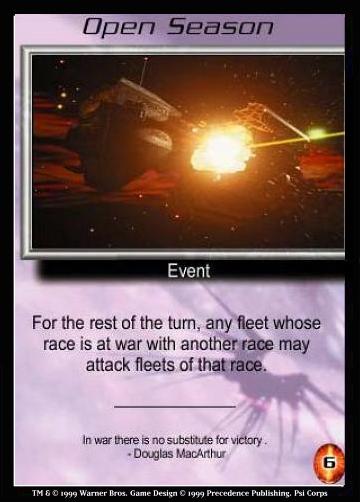 Open Season
Event
For the rest of the turn, any fleet whose
race is at war with another race may
attack fleets of that race.
In war there is no substitute for victory.
- Douglas MacArthur
6
TM & © 1999 Warner Bros. Game Design © 1999 Precedence Publishing. Psi Corps